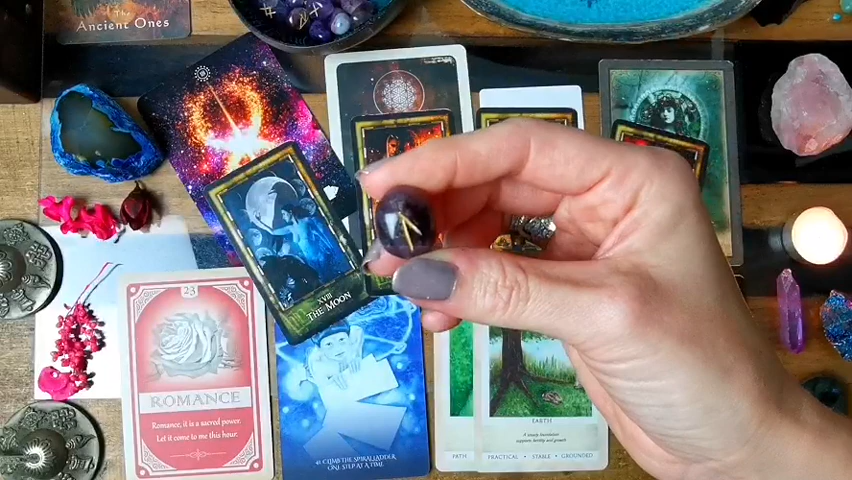 The
Ancient Ones
XVIII
THE MOON
23
ROMANCE
Romance, it is a sacred power.
Let it come to me this hour.
41 CLIMB THE SPIRAL LADDER
ONE STEP AT A TIME
PATH
EARTH
PRACTICAL • STABLE • GROUNDED